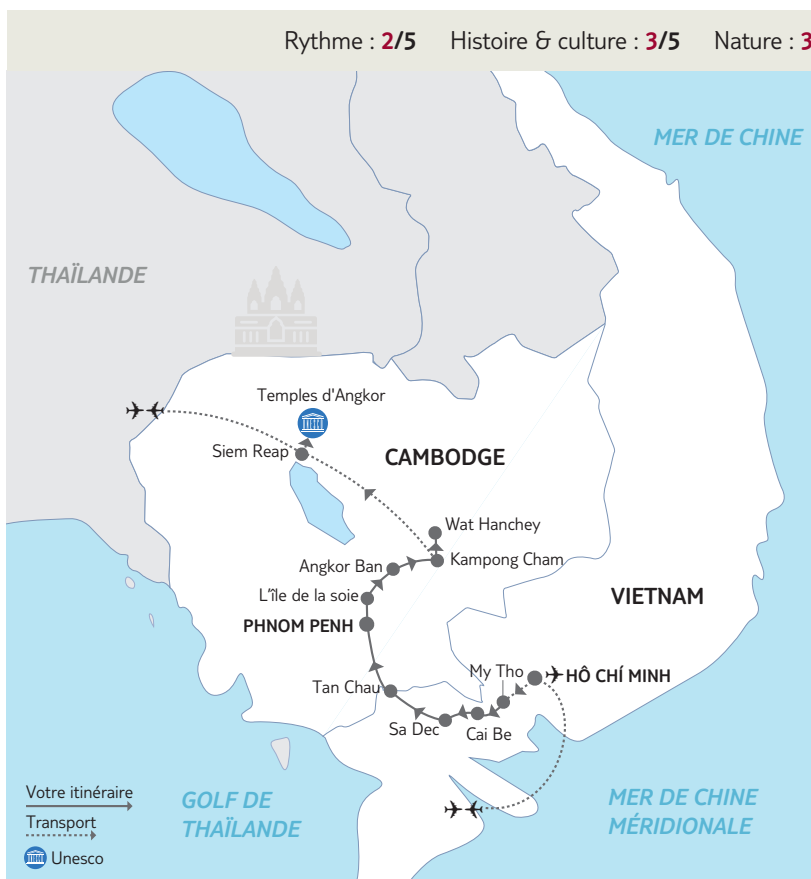 Rythme : 2/5 Histoire & culture : 3/5 Nature : 3
MER DE CHINE
THAÏLANDE
Temples d'Angkor
Siem Reap
CAMBODGE
Wat Hanchey
Angkor Ban
Kampong Cham
L'île de la soie
VIETNAM
PHNOM PENH
My Tho
HÔ CHÍ MINH
Tan Chau
Sa Dec
Cai Be
Votre itinéraire
Transport
Unesco
GOLF DE
THAÏLANDE
MER DE CHINE
MÉRIDIONALE